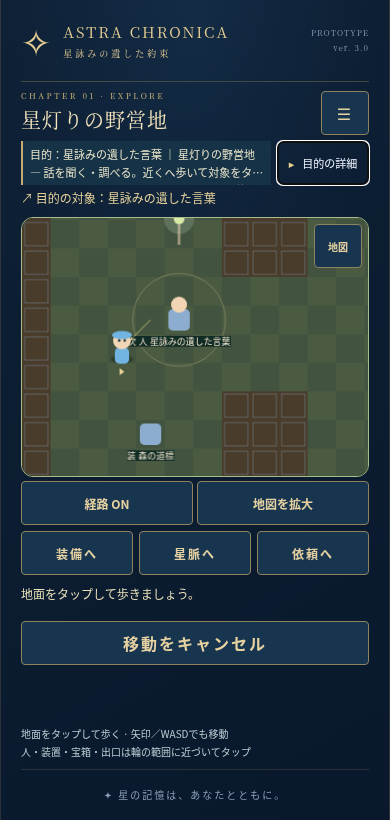 ASTRA CHRONICA
星詠みの遺した約束
PROTOTYPE
ver. 3.0
CHAPTER 01 · EXPLORE
星灯りの野営地
☰
目的：星詠みの遺した言葉 ｜ 星灯りの野営地
— 話を聞く・調べる。近くへ歩いて対象をタ…
▸ 目的の詳細
↗ 目的の対象：星詠みの遺した言葉
地図
人 星詠みの遺した言葉
装 森の道標
経路 ON
地図を拡大
装備へ
星脈へ
依頼へ
地面をタップして歩きましょう。
移動をキャンセル
地面をタップして歩く · 矢印／WASDでも移動
人・装置・宝箱・出口は輪の範囲に近づいてタップ
✦ 星の記憶は、あなたとともに。